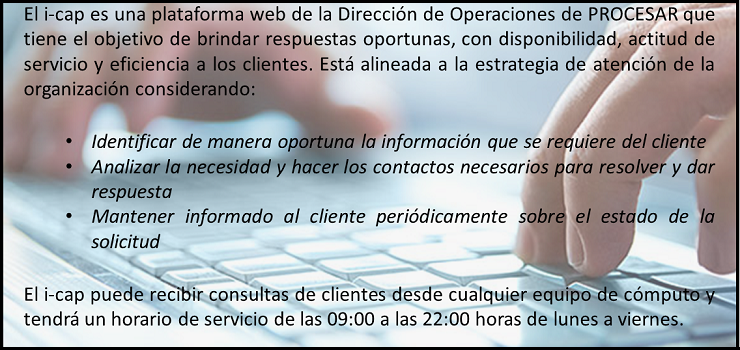 El i-cap es una plataforma web de la Dirección de Operaciones de PROCESAR que
tiene el objetivo de brindar respuestas oportunas, con disponibilidad, actitud de
servicio y eficiencia a los clientes. Está alineada a la estrategia de atención de la
organización considerando:
• Identificar de manera oportuna la información que se requiere del cliente
• Analizar la necesidad y hacer los contactos necesarios para resolver y dar
respuesta
• Mantener informado al cliente periódicamente sobre el estado de la
solicitud
El i-cap puede recibir consultas de clientes desde cualquier equipo de cómputo y
tendrá un horario de servicio de las 09:00 a las 22:00 horas de lunes a viernes.